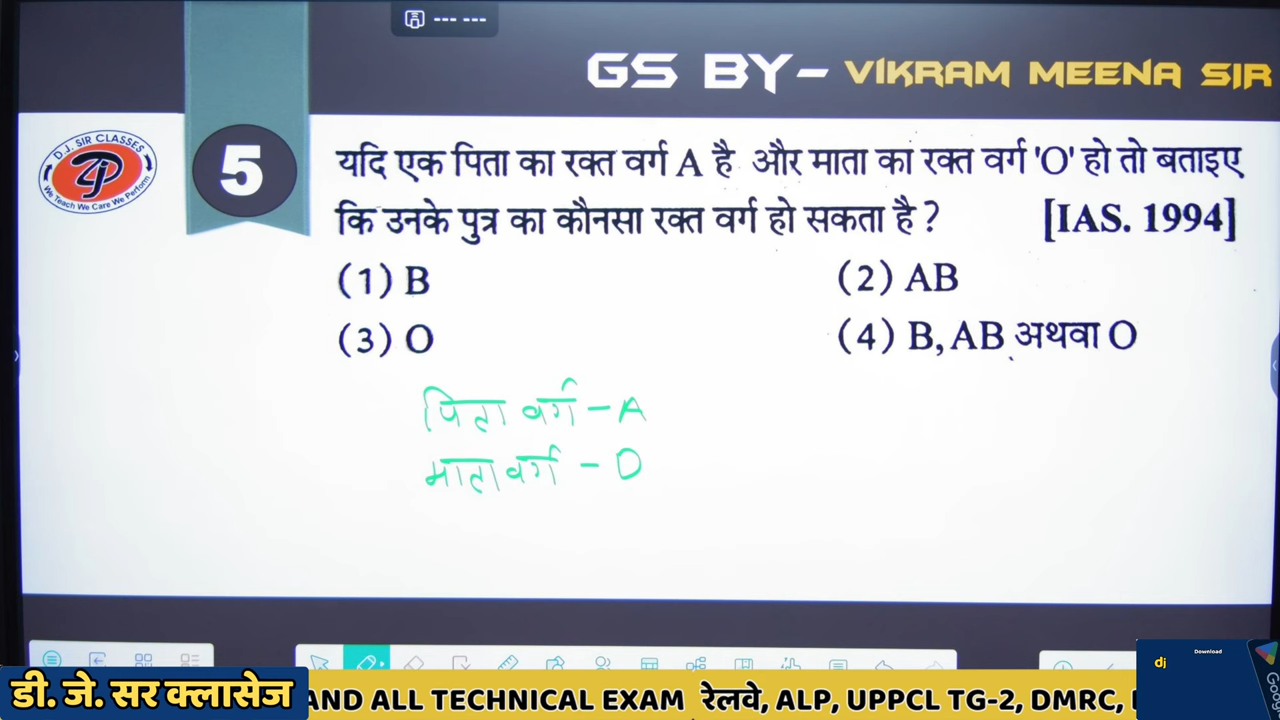 --- ---
GS BY- VIKRAM MEENA SIR
D.J. SIR CLASSES
We Teach We Care We Perform
5
यदि एक पिता का रक्त वर्ग A है और माता का रक्त वर्ग 'O' हो तो बताइए
कि उनके पुत्र का कौनसा रक्त वर्ग हो सकता है ? [IAS. 1994]
(1) B (2) AB
(3) O (4) B, AB अथवा O
पिता वर्ग - A
माता वर्ग - O
डी. जे. सर क्लासेज AND ALL TECHNICAL EXAM रेलवे, ALP, UPPCL TG-2, DMRC,
dj Download